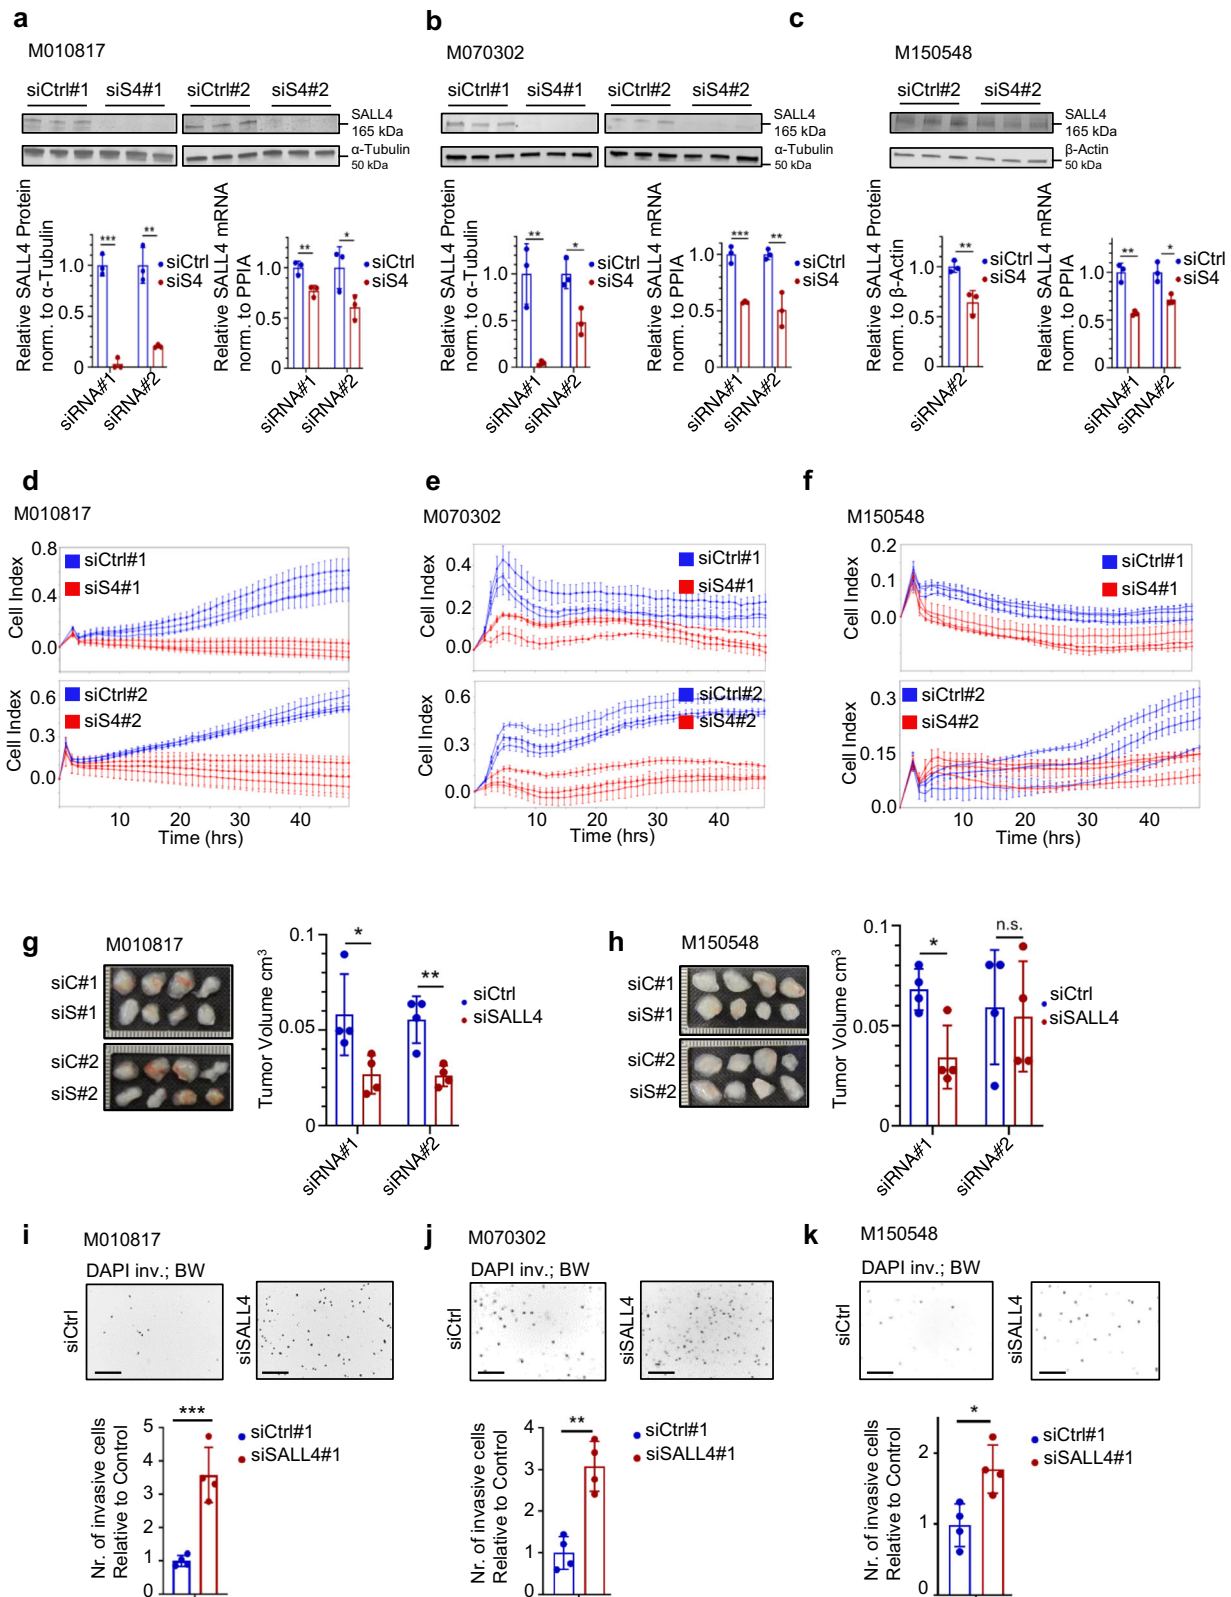 a
M010817
siCtrl#1 siS4#1 siCtrl#2 siS4#2
SALL4
165 kDa
α-Tubulin
50 kDa
Relative SALL4 Protein
norm. to α-Tubulin
1.0
0.5
0
*** **
siCtrl
siS4
siRNA#1
siRNA#2
Relative SALL4 mRNA
norm. to PPIA
1.0
0.5
0
** *
siCtrl
siS4
siRNA#1
siRNA#2
b
M070302
siCtrl#1 siS4#1 siCtrl#2 siS4#2
SALL4
165 kDa
α-Tubulin
50 kDa
Relative SALL4 Protein
norm. to α-Tubulin
1.0
0.5
0
** *
siCtrl
siS4
siRNA#1
siRNA#2
Relative SALL4 mRNA
norm. to PPIA
1.0
0.5
0
*** **
siCtrl
siS4
siRNA#1
siRNA#2
c
M150548
siCtrl#2 siS4#2
SALL4
165 kDa
β-Actin
50 kDa
Relative SALL4 Protein
norm. to β-Actin
1.0
0.5
0
**
siCtrl
siS4
siRNA#2
Relative SALL4 mRNA
norm. to PPIA
1.0
0.5
0
** *
siCtrl
siS4
siRNA#1
siRNA#2
d
M010817
Cell Index
0.8
0.4
0.0
siCtrl#1
siS4#1
Cell Index
0.6
0.3
0.0
siCtrl#2
siS4#2
10 20 30 40
Time (hrs)
e
M070302
Cell Index
0.4
0.2
0.0
siCtrl#1
siS4#1
Cell Index
0.6
0.3
0.0
siCtrl#2
siS4#2
10 20 30 40
Time (hrs)
f
M150548
Cell Index
0.2
0.1
0.0
siCtrl#1
siS4#1
Cell Index
0.3
0.15
0.0
siCtrl#2
siS4#2
10 20 30 40
Time (hrs)
g
M010817
siC#1
siS#1
siC#2
siS#2
Tumor Volume cm³
0.1
0.05
0
* **
siCtrl
siSALL4
siRNA#1
siRNA#2
h
M150548
siC#1
siS#1
siC#2
siS#2
Tumor Volume cm³
0.1
0.05
0
* n.s.
siCtrl
siSALL4
siRNA#1
siRNA#2
i
M010817
DAPI inv.; BW
siCtrl
siSALL4
Nr. of invasive cells
Relative to Control
5
4
3
2
1
0
***
siCtrl#1
siSALL4#1
j
M070302
DAPI inv.; BW
siCtrl
siSALL4
Nr. of invasive cells
Relative to Control
4
3
2
1
0
**
siCtrl#1
siSALL4#1
k
M150548
DAPI inv.; BW
siCtrl
siSALL4
Nr. of invasive cells
Relative to Control
2
1
0
*
siCtrl#1
siSALL4#1